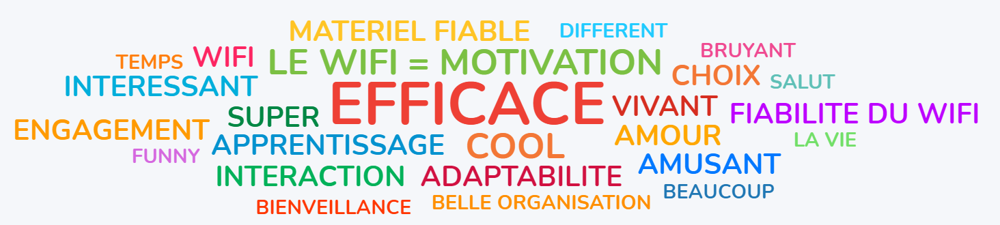 MATERIEL FIABLE
DIFFERENT
BRUYANT
TEMPS
WIFI
LE WIFI = MOTIVATION
CHOIX
SALUT
INTERESSANT
EFFICACE
VIVANT
FIABILITE DU WIFI
SUPER
ENGAGEMENT
AMOUR
LA VIE
FUNNY
APPRENTISSAGE
COOL
AMUSANT
INTERACTION
ADAPTABILITE
BEAUCOUP
BIENVEILLANCE
BELLE ORGANISATION